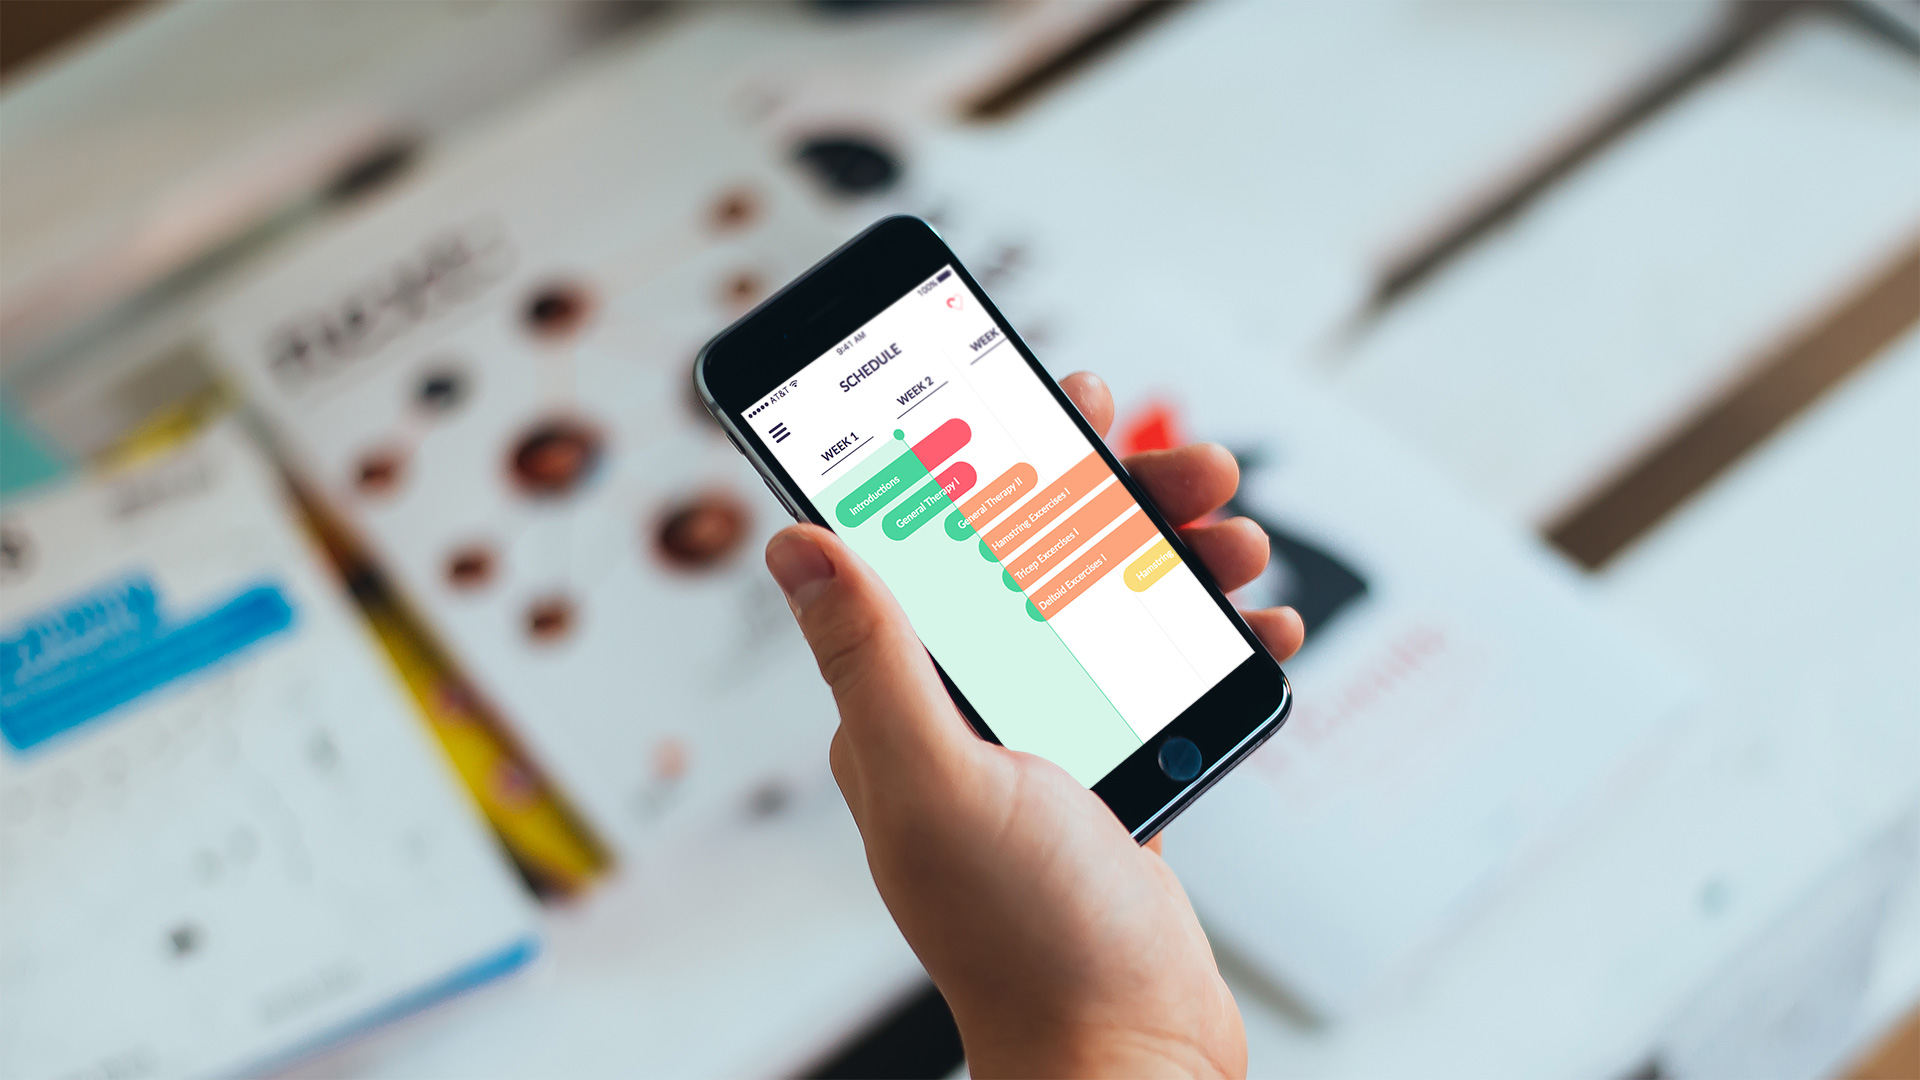 ●●●●● AT&T 9:41 AM 100%
SCHEDULE
WEEK 1 WEEK 2 WEEK
Introductions
General Therapy I
General Therapy II
Hamstring Excercises I
Tricep Excercises I
Deltoid Excercises I
Hamstring